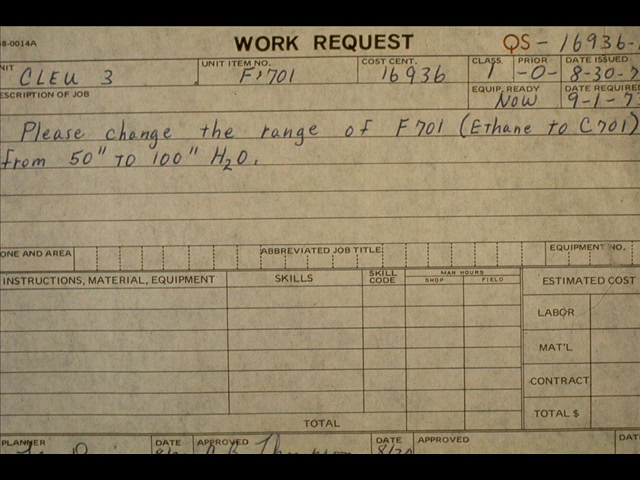 8-0014A WORK REQUEST QS-16936-
NIT UNIT ITEM NO. COST CENT. CLASS. PRIOR. DATE ISSUED
CLEU 3 F-701 16936 1 -0- 8-30-7
ESCRIPTION OF JOB EQUIP. READY DATE REQUIRE
NOW 9-1-7
Please change the range of F701 (Ethane to C701)
from 50" TO 100" H2O.
ONE AND AREA ABBREVIATED JOB TITLE EQUIPMENT NO.
INSTRUCTIONS, MATERIAL, EQUIPMENT SKILLS SKILL CODE MAN HOURS ESTIMATED COST
SHOP FIELD
LABOR
MAT'L
CONTRACT
TOTAL TOTAL $
PLANNER DATE APPROVED DATE APPROVED DAT